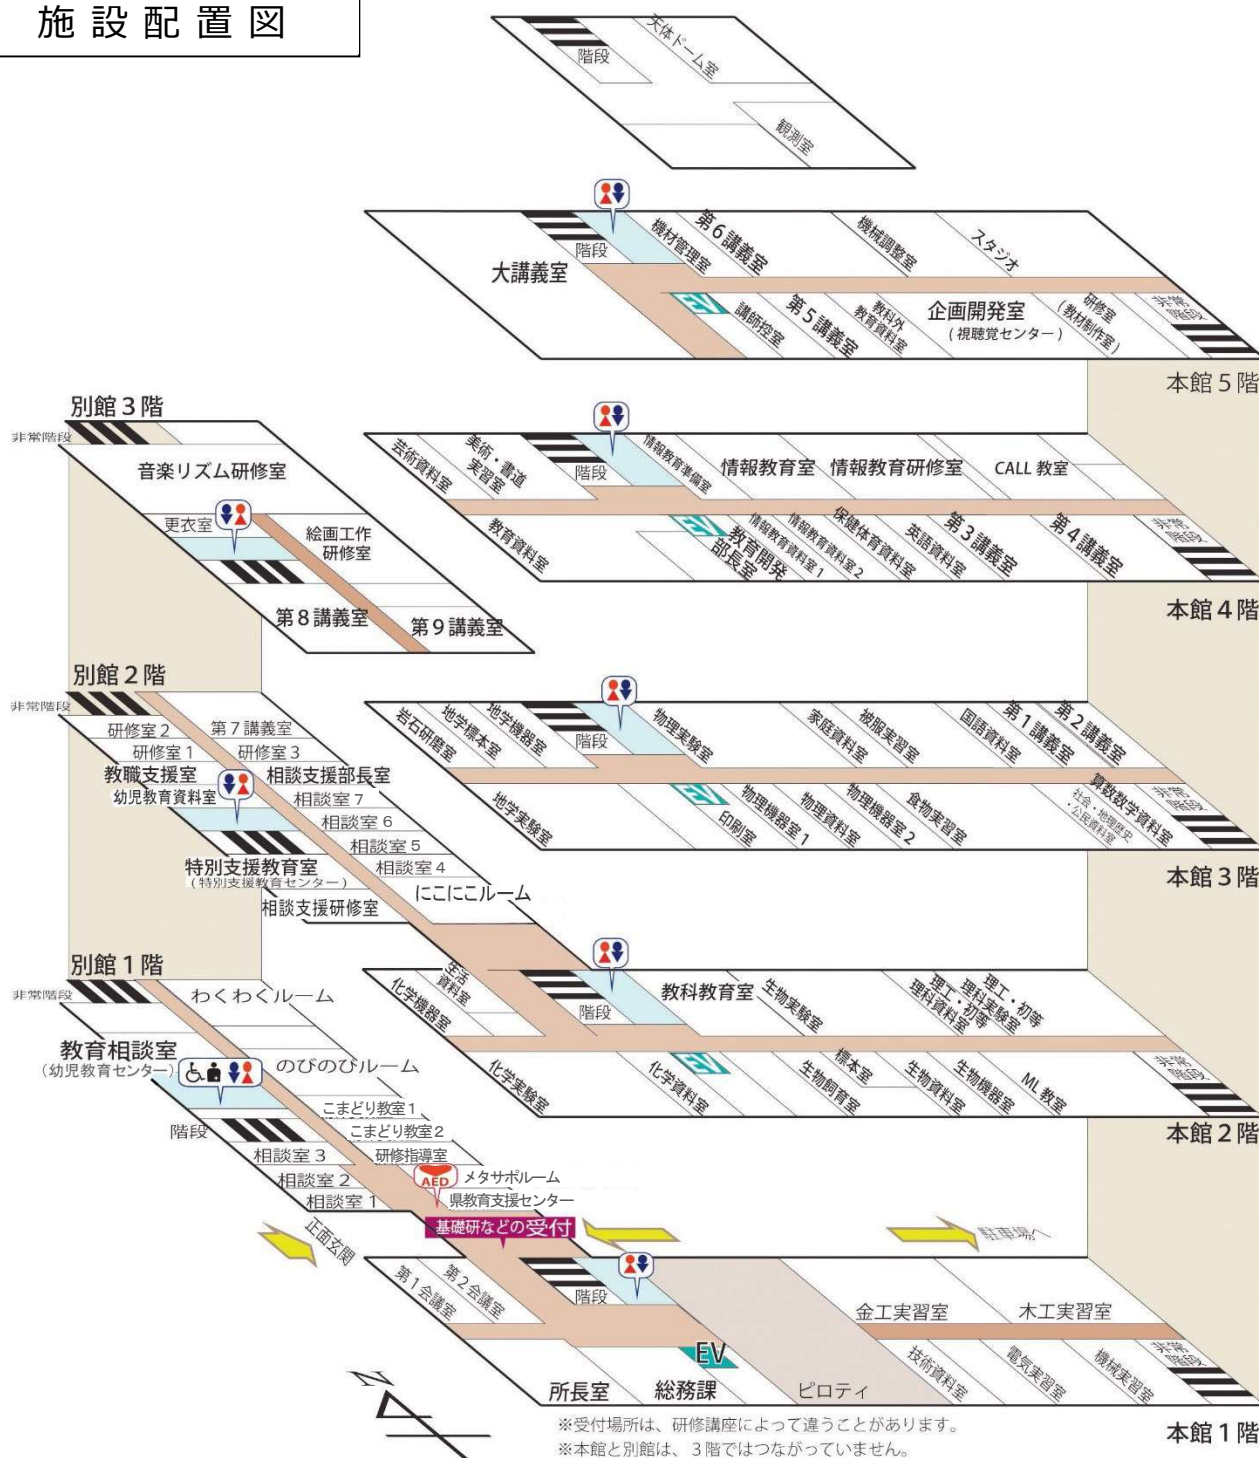 施設配置図
天体ドーム室
階段
観測室
大講義室
階段
機材管理室
第6講義室
機械調整室
スタジオ
講師控室
第5講義室
教科外
教育資料室
企画開発室
(視聴覚センター)
研修室
(教材制作室)
非常
階段
本館5階
別館3階
非常階段
音楽リズム研修室
更衣室
絵画工作
研修室
第8講義室
第9講義室
芸術資料室
美術・書道
実習室
階段
情報教育準備室
情報教育室
情報教育研修室
CALL 教室
教育資料室
教育開発
部長室
情報教育資料室1
情報教育資料室2
保健体育資料室
英語資料室
第3講義室
第4講義室
非常
階段
本館4階
別館2階
非常階段
研修室2
研修室1
教職支援室
幼児教育資料室
第7講義室
研修室3
相談支援部長室
相談室7
相談室6
相談室5
相談室4
にこにこルーム
特別支援教育室
(特別支援教育センター)
相談支援研修室
岩石研磨室
地学標本室
地学機器室
階段
物理実験室
家庭資料室
被服実習室
国語資料室
第1講義室
第2講義室
地学実験室
印刷室
物理機器室1
物理資料室
物理機器室2
食物実習室
社会・地理歴史
・公民資料室
算数数学資料室
非常
階段
本館3階
別館1階
非常階段
わくわくルーム
教育相談室
(幼児教育センター)
のびのびルーム
こまどり教室1
こまどり教室2
研修指導室
階段
相談室3
相談室2
相談室1
AED
メタサポルーム
県教育支援センター
基礎研などの受付
正面玄関
駐車場へ
化学機器室
生活
資料室
階段
教科教育室
生物実験室
理工・初等
理科資料室
理工・初等
理科実験室
化学実験室
化学資料室
生物飼育室
標本室
生物資料室
生物機器室
ML 教室
非常
階段
本館2階
第1会議室
第2会議室
階段
金工実習室
木工実習室
EV
所長室
総務課
ピロティ
技術資料室
電気実習室
機械実習室
非常
階段
本館1階
N
※受付場所は、研修講座によって違うことがあります。
※本館と別館は、3階ではつながっていません。